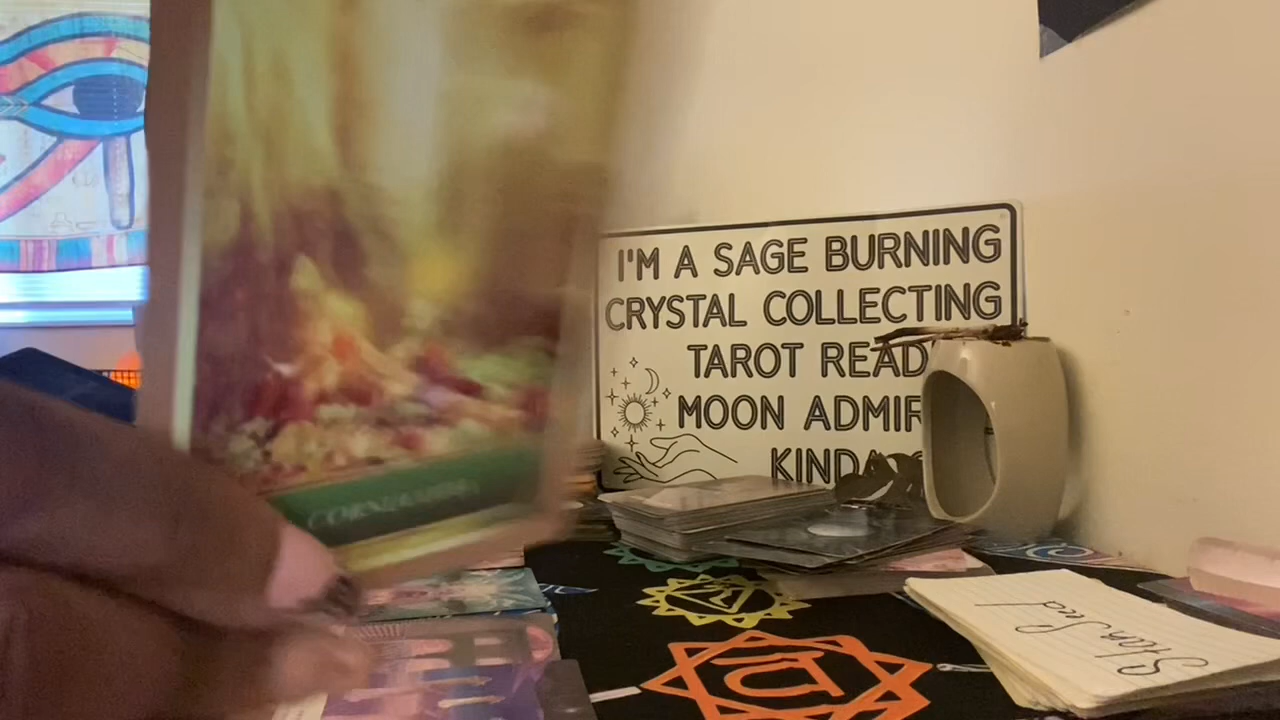 I'M A SAGE BURNING
CRYSTAL COLLECTING
TAROT READ
MOON ADMIR
KINDA